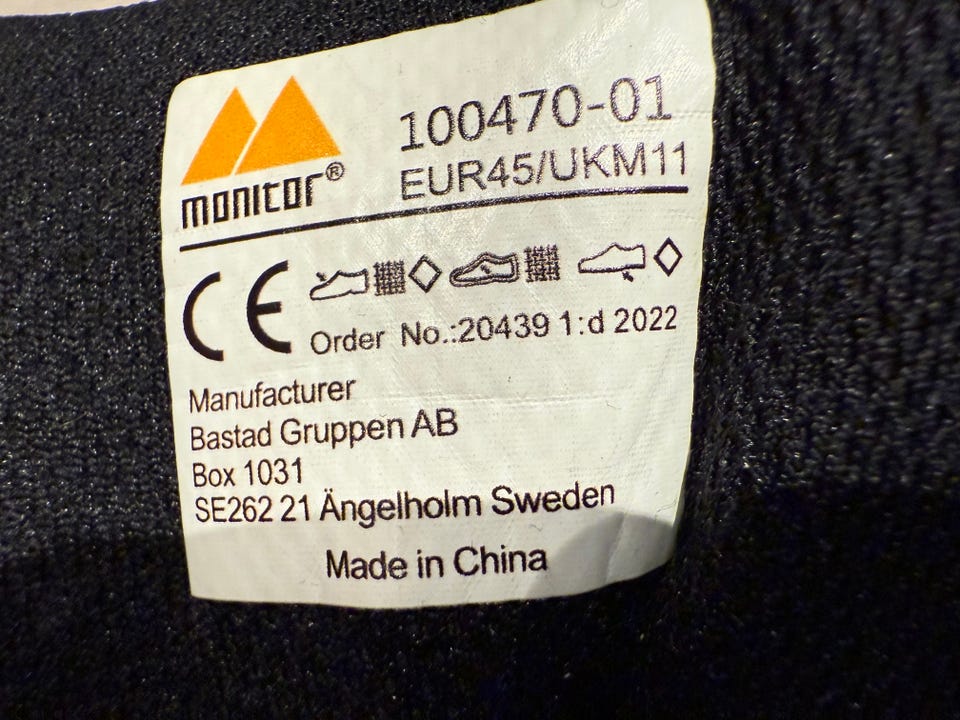 monitor®
100470-01
EUR45/UKM11
CE
Order No.:20439 1:d 2022
Manufacturer
Bastad Gruppen AB
Box 1031
SE262 21 Ängelholm Sweden
Made in China